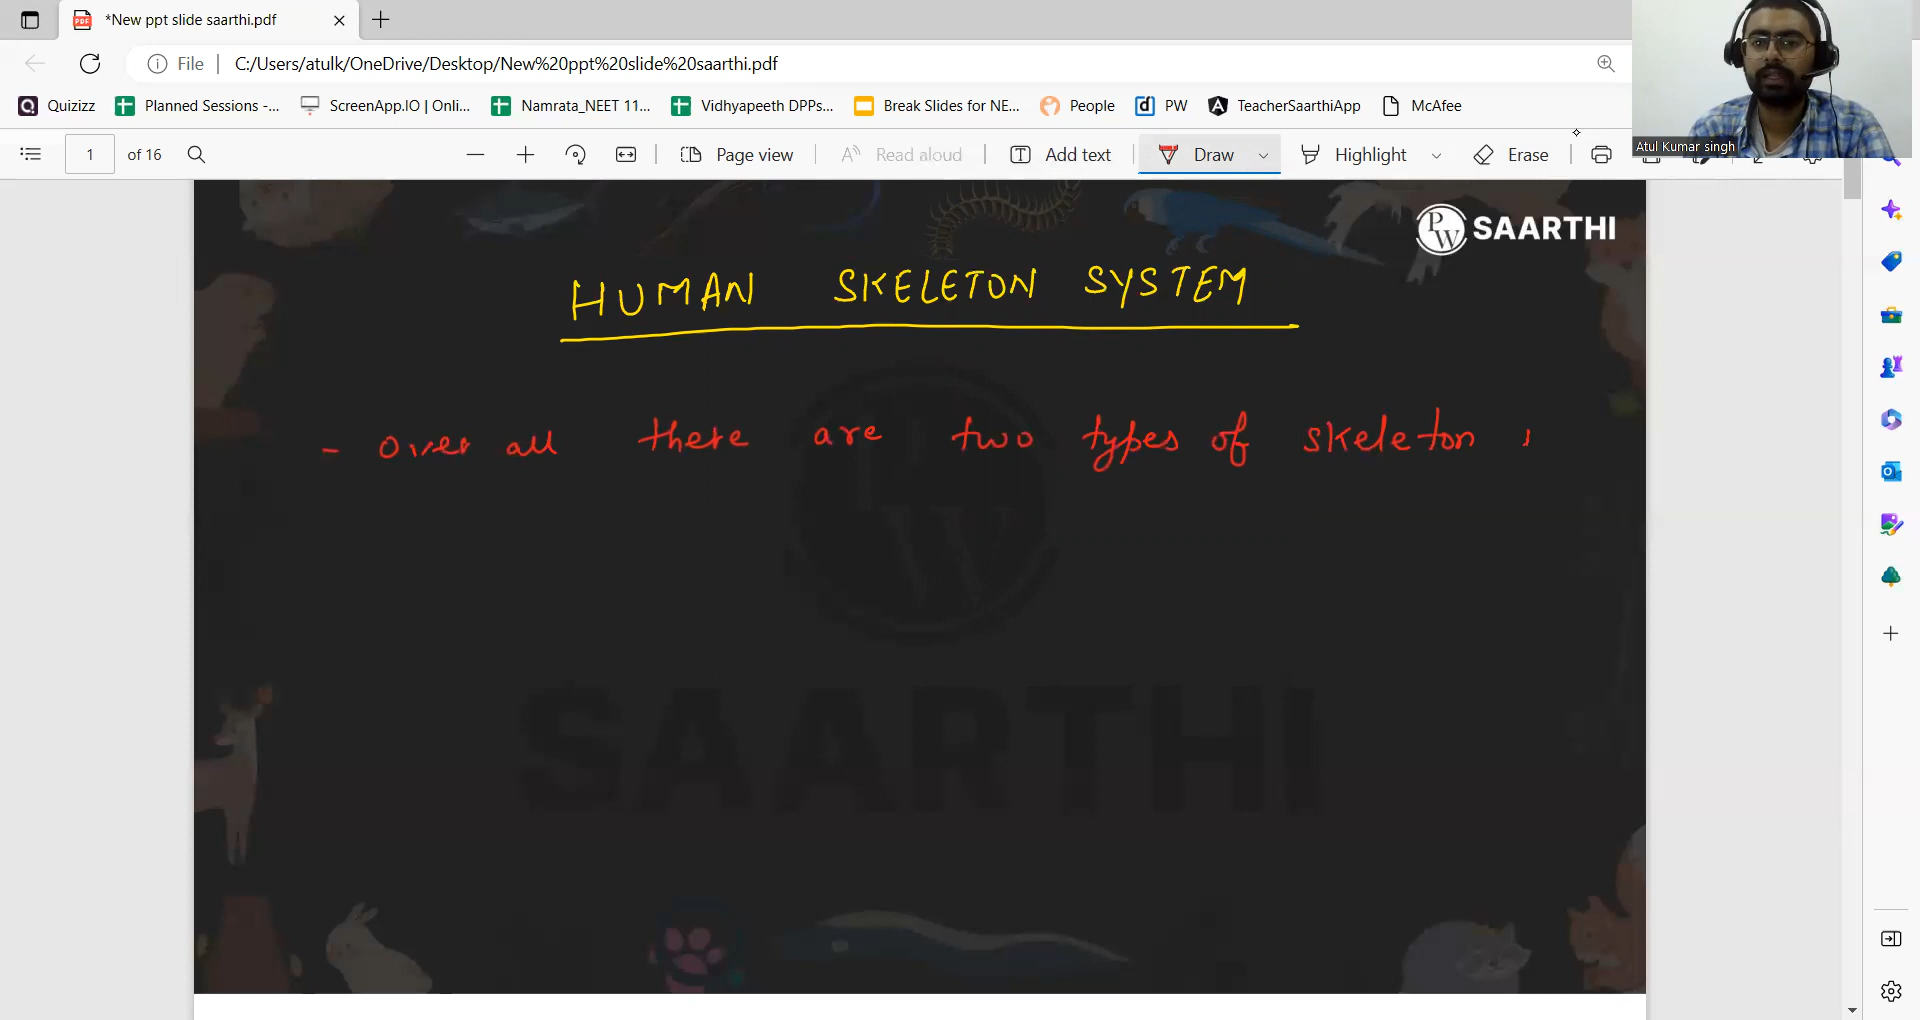 *New ppt slide saarthi.pdf
File | C:/Users/atulk/OneDrive/Desktop/New%20ppt%20slide%20saarthi.pdf
Quizizz Planned Sessions -... ScreenApp.IO | Onli... Namrata_NEET 11... Vidhyapeeth DPPs... Break Slides for NE... People PW TeacherSaarthiApp McAfee
Atul Kumar singh
1 of 16 Page view Read aloud Add text Draw Highlight Erase
PW SAARTHI
HUMAN SKELETON SYSTEM
- over all there are two types of skeleton
PW
SAARTHI